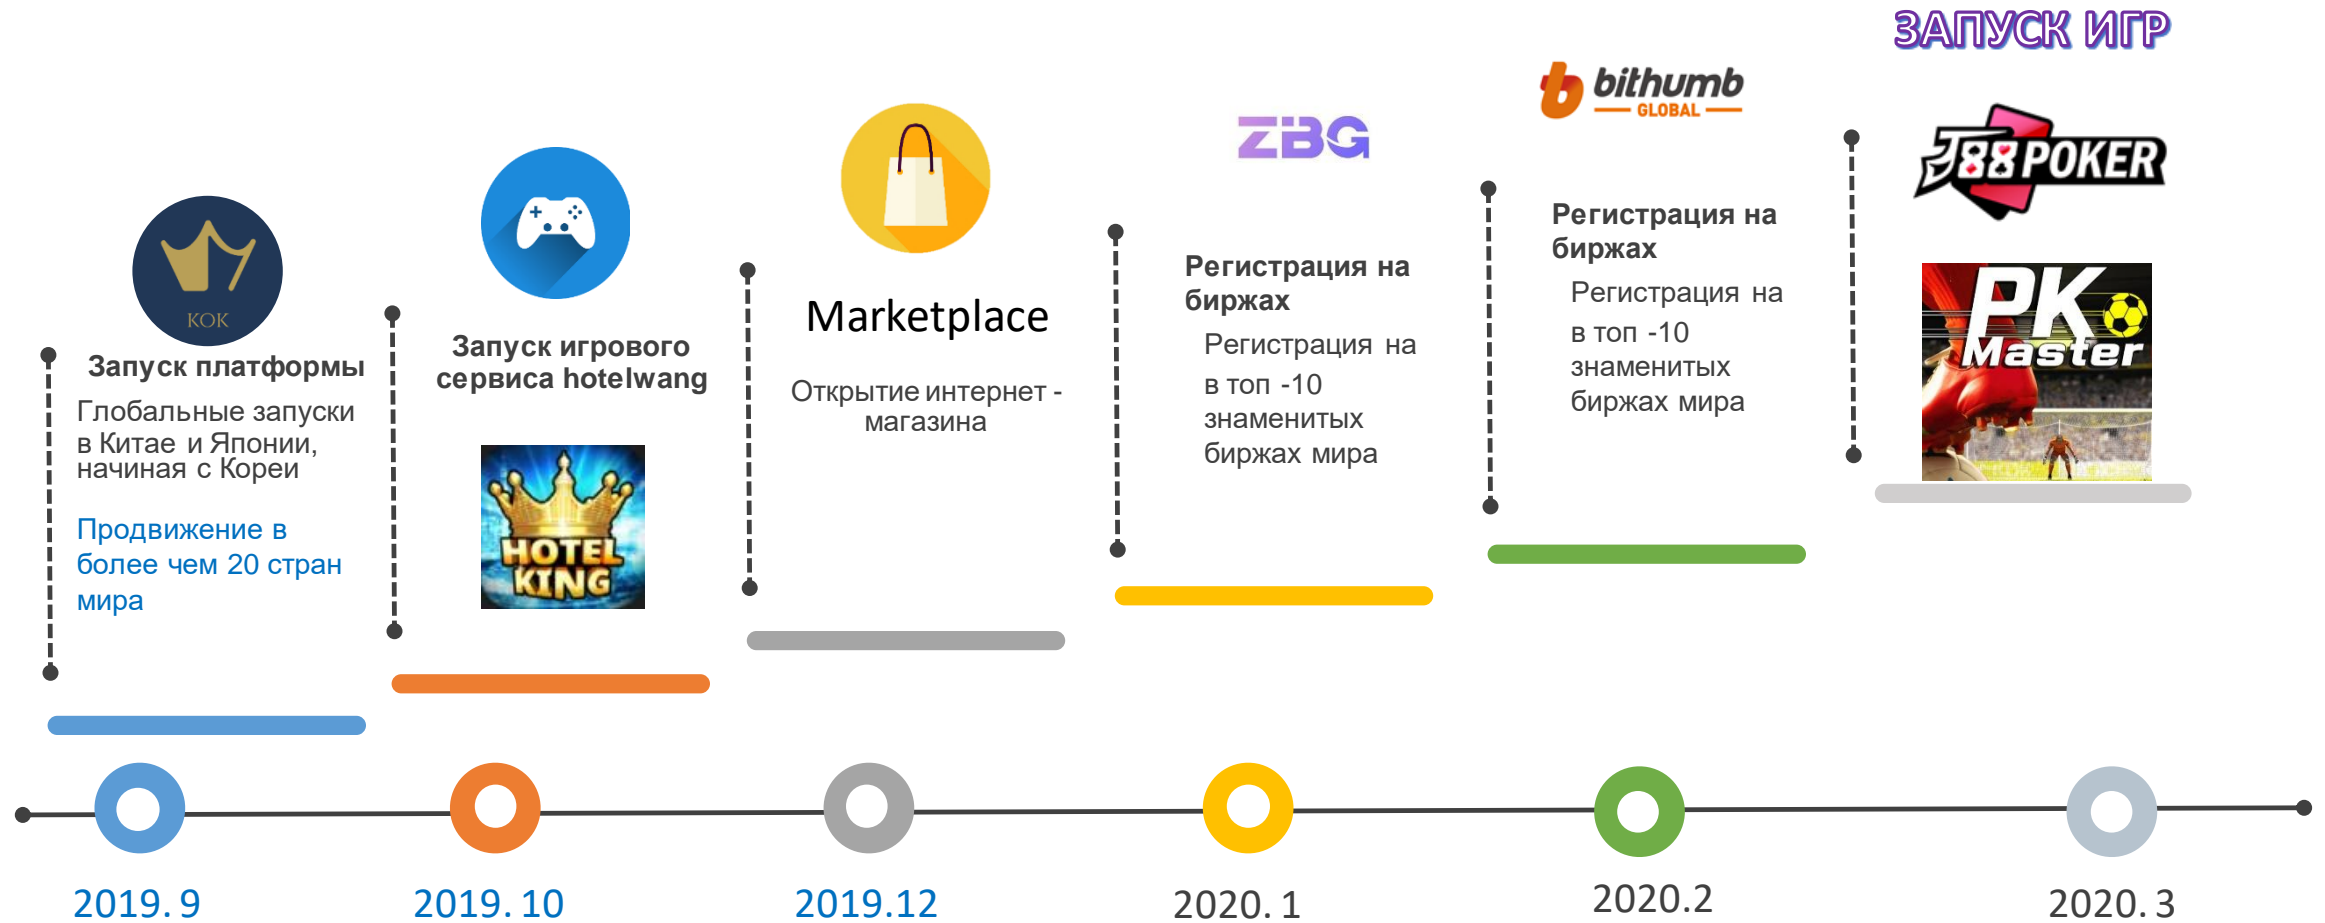 KOK
Запуск платформы
Глобальные запуски
в Китае и Японии,
начиная с Кореи
Продвижение в
более чем 20 стран
мира
Запуск игрового
сервиса hotelwang
HOTEL
KING
Marketplace
Открытие интернет -
магазина
ZBG
Регистрация на
биржах
Регистрация на
в топ -10
знаменитых
биржах мира
bithumb
GLOBAL
Регистрация на
биржах
Регистрация на
в топ -10
знаменитых
биржах мира
ЗАПУСК ИГР
J88POKER
PK
Master
2019. 9
2019. 10
2019.12
2020. 1
2020.2
2020. 3